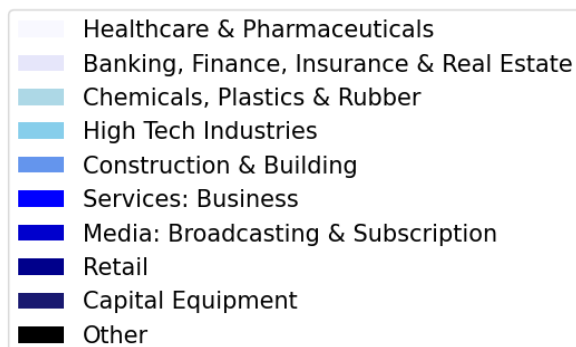 Healthcare & Pharmaceuticals
Banking, Finance, Insurance & Real Estate
Chemicals, Plastics & Rubber
High Tech Industries
Construction & Building
Services: Business
Media: Broadcasting & Subscription
Retail
Capital Equipment
Other